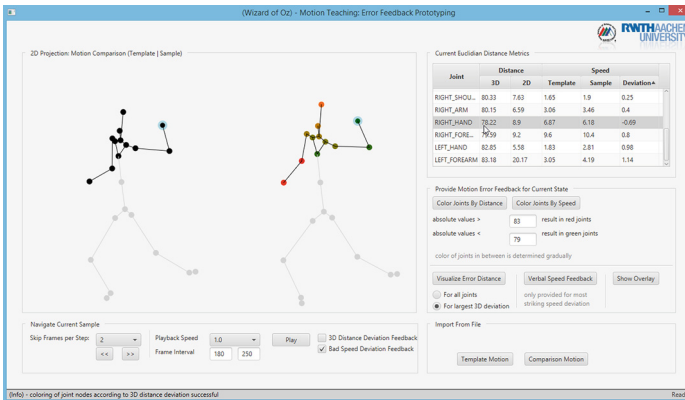 (Wizard of Oz) - Motion Teaching: Error Feedback Prototyping
RWTH AACHEN
UNIVERSITY
2D Projection: Motion Comparison (Template | Sample)
Current Euclidian Distance Metrics
Joint Distance Speed
3D 2D Template Sample Deviation
RIGHT_SHOU... 80.33 7.63 1.65 1.9 0.25
RIGHT_ARM 80.15 6.59 3.06 3.46 0.4
RIGHT_HAND 78.22 8.9 6.87 6.18 -0.69
RIGHT_FORE... 79.59 9.2 9.6 10.4 0.8
LEFT_HAND 82.85 5.58 1.83 2.81 0.98
LEFT_FOREARM 83.18 20.17 3.05 4.19 1.14
Provide Motion Error Feedback for Current State
Color Joints By Distance Color Joints By Speed
absolute values > 83 result in red joints
absolute values < 79 result in green joints
color of joints in between is determined gradually
Visualize Error Distance Verbal Speed Feedback Show Overlay
For all joints only provided for most
For largest 3D deviation striking speed deviation
Navigate Current Sample
Skip Frames per Step: 2 Playback Speed 1.0 Play 3D Distance Deviation Feedback
<< >> Frame Interval 180 250 Bad Speed Deviation Feedback
Import From File
Template Motion Comparison Motion
(Info) - coloring of joint nodes according to 3D distance deviation successful Read